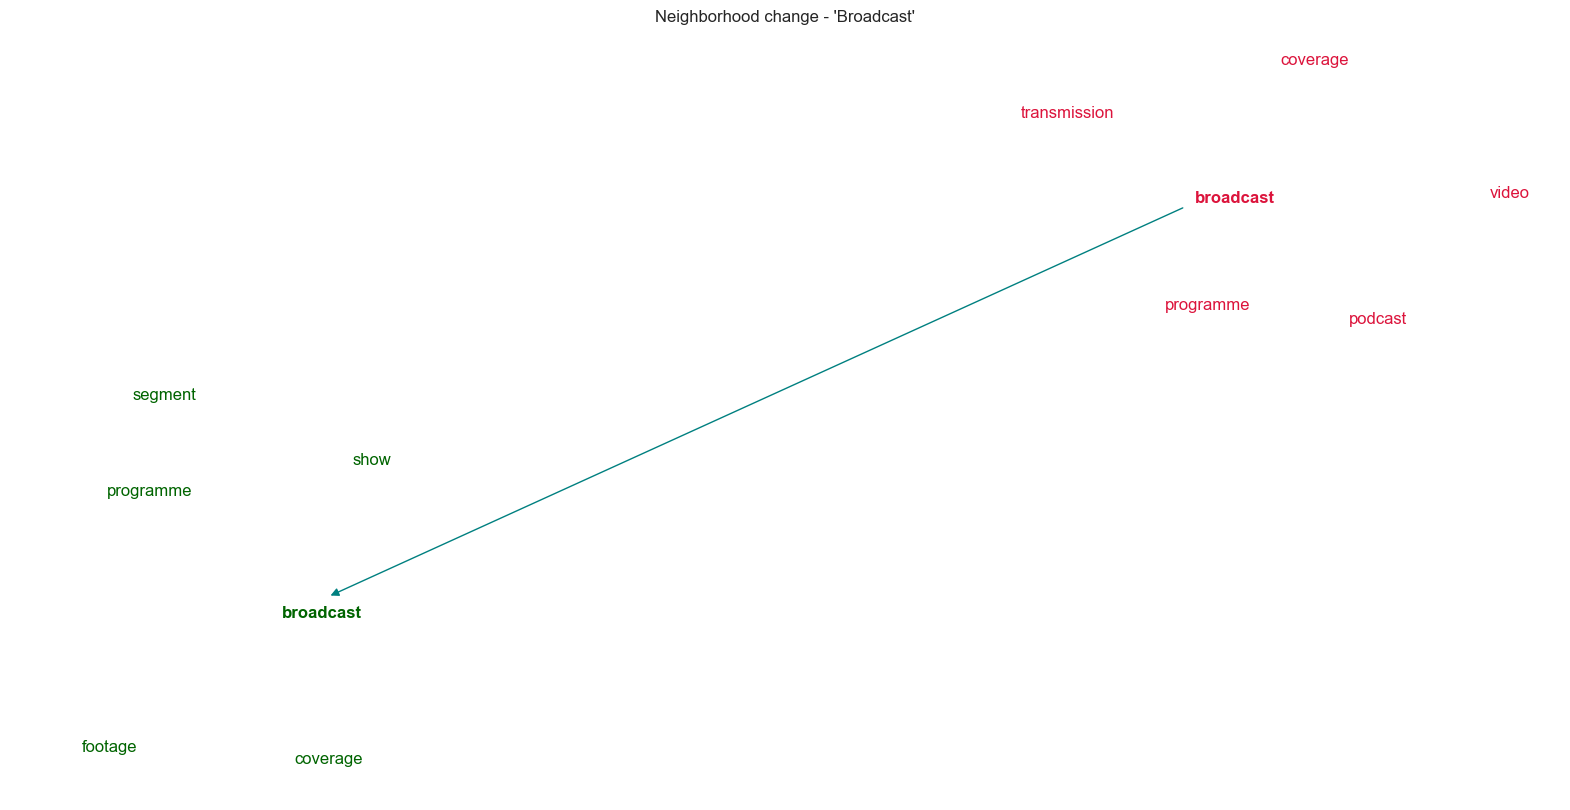 Neighborhood change - 'Broadcast'
coverage
transmission
video
broadcast
programme
podcast
segment
show
programme
broadcast
footage
coverage